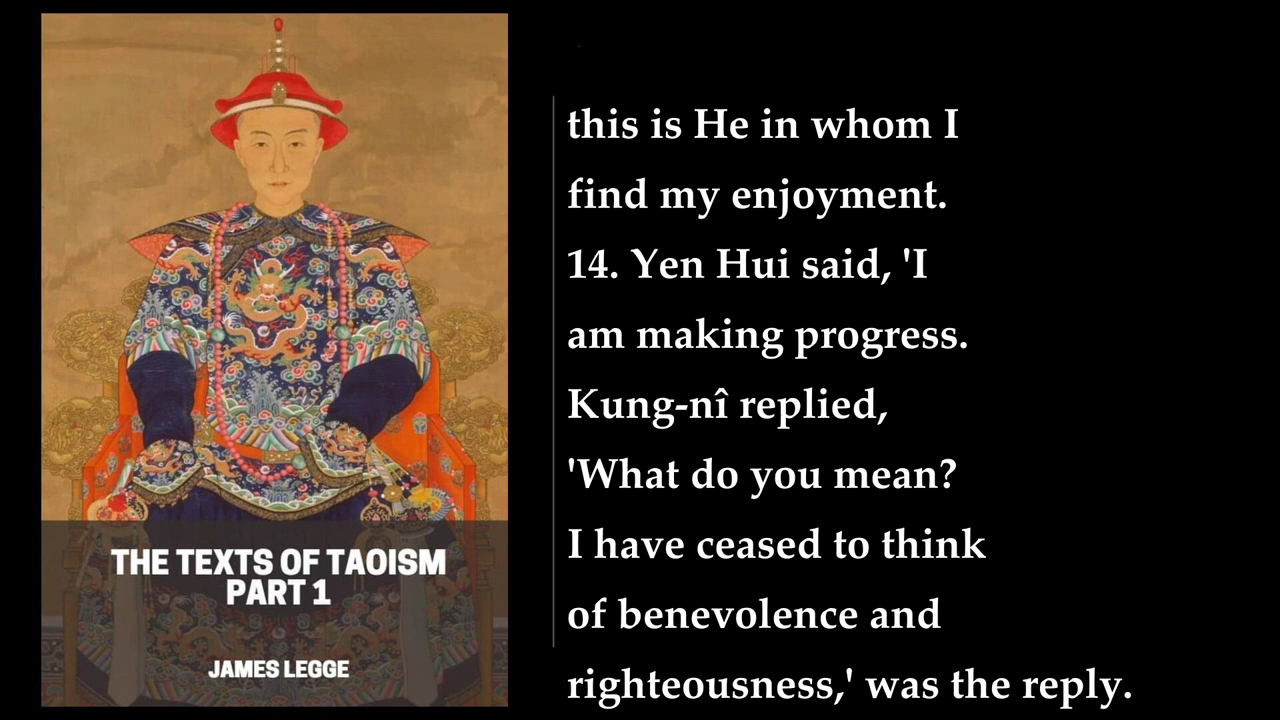 this is He in whom I
find my enjoyment.
14. Yen Hui said, 'I
am making progress.
Kung-nî replied,
'What do you mean?
I have ceased to think
of benevolence and
righteousness,' was the reply.
THE TEXTS OF TAOISM
PART 1
JAMES LEGGE